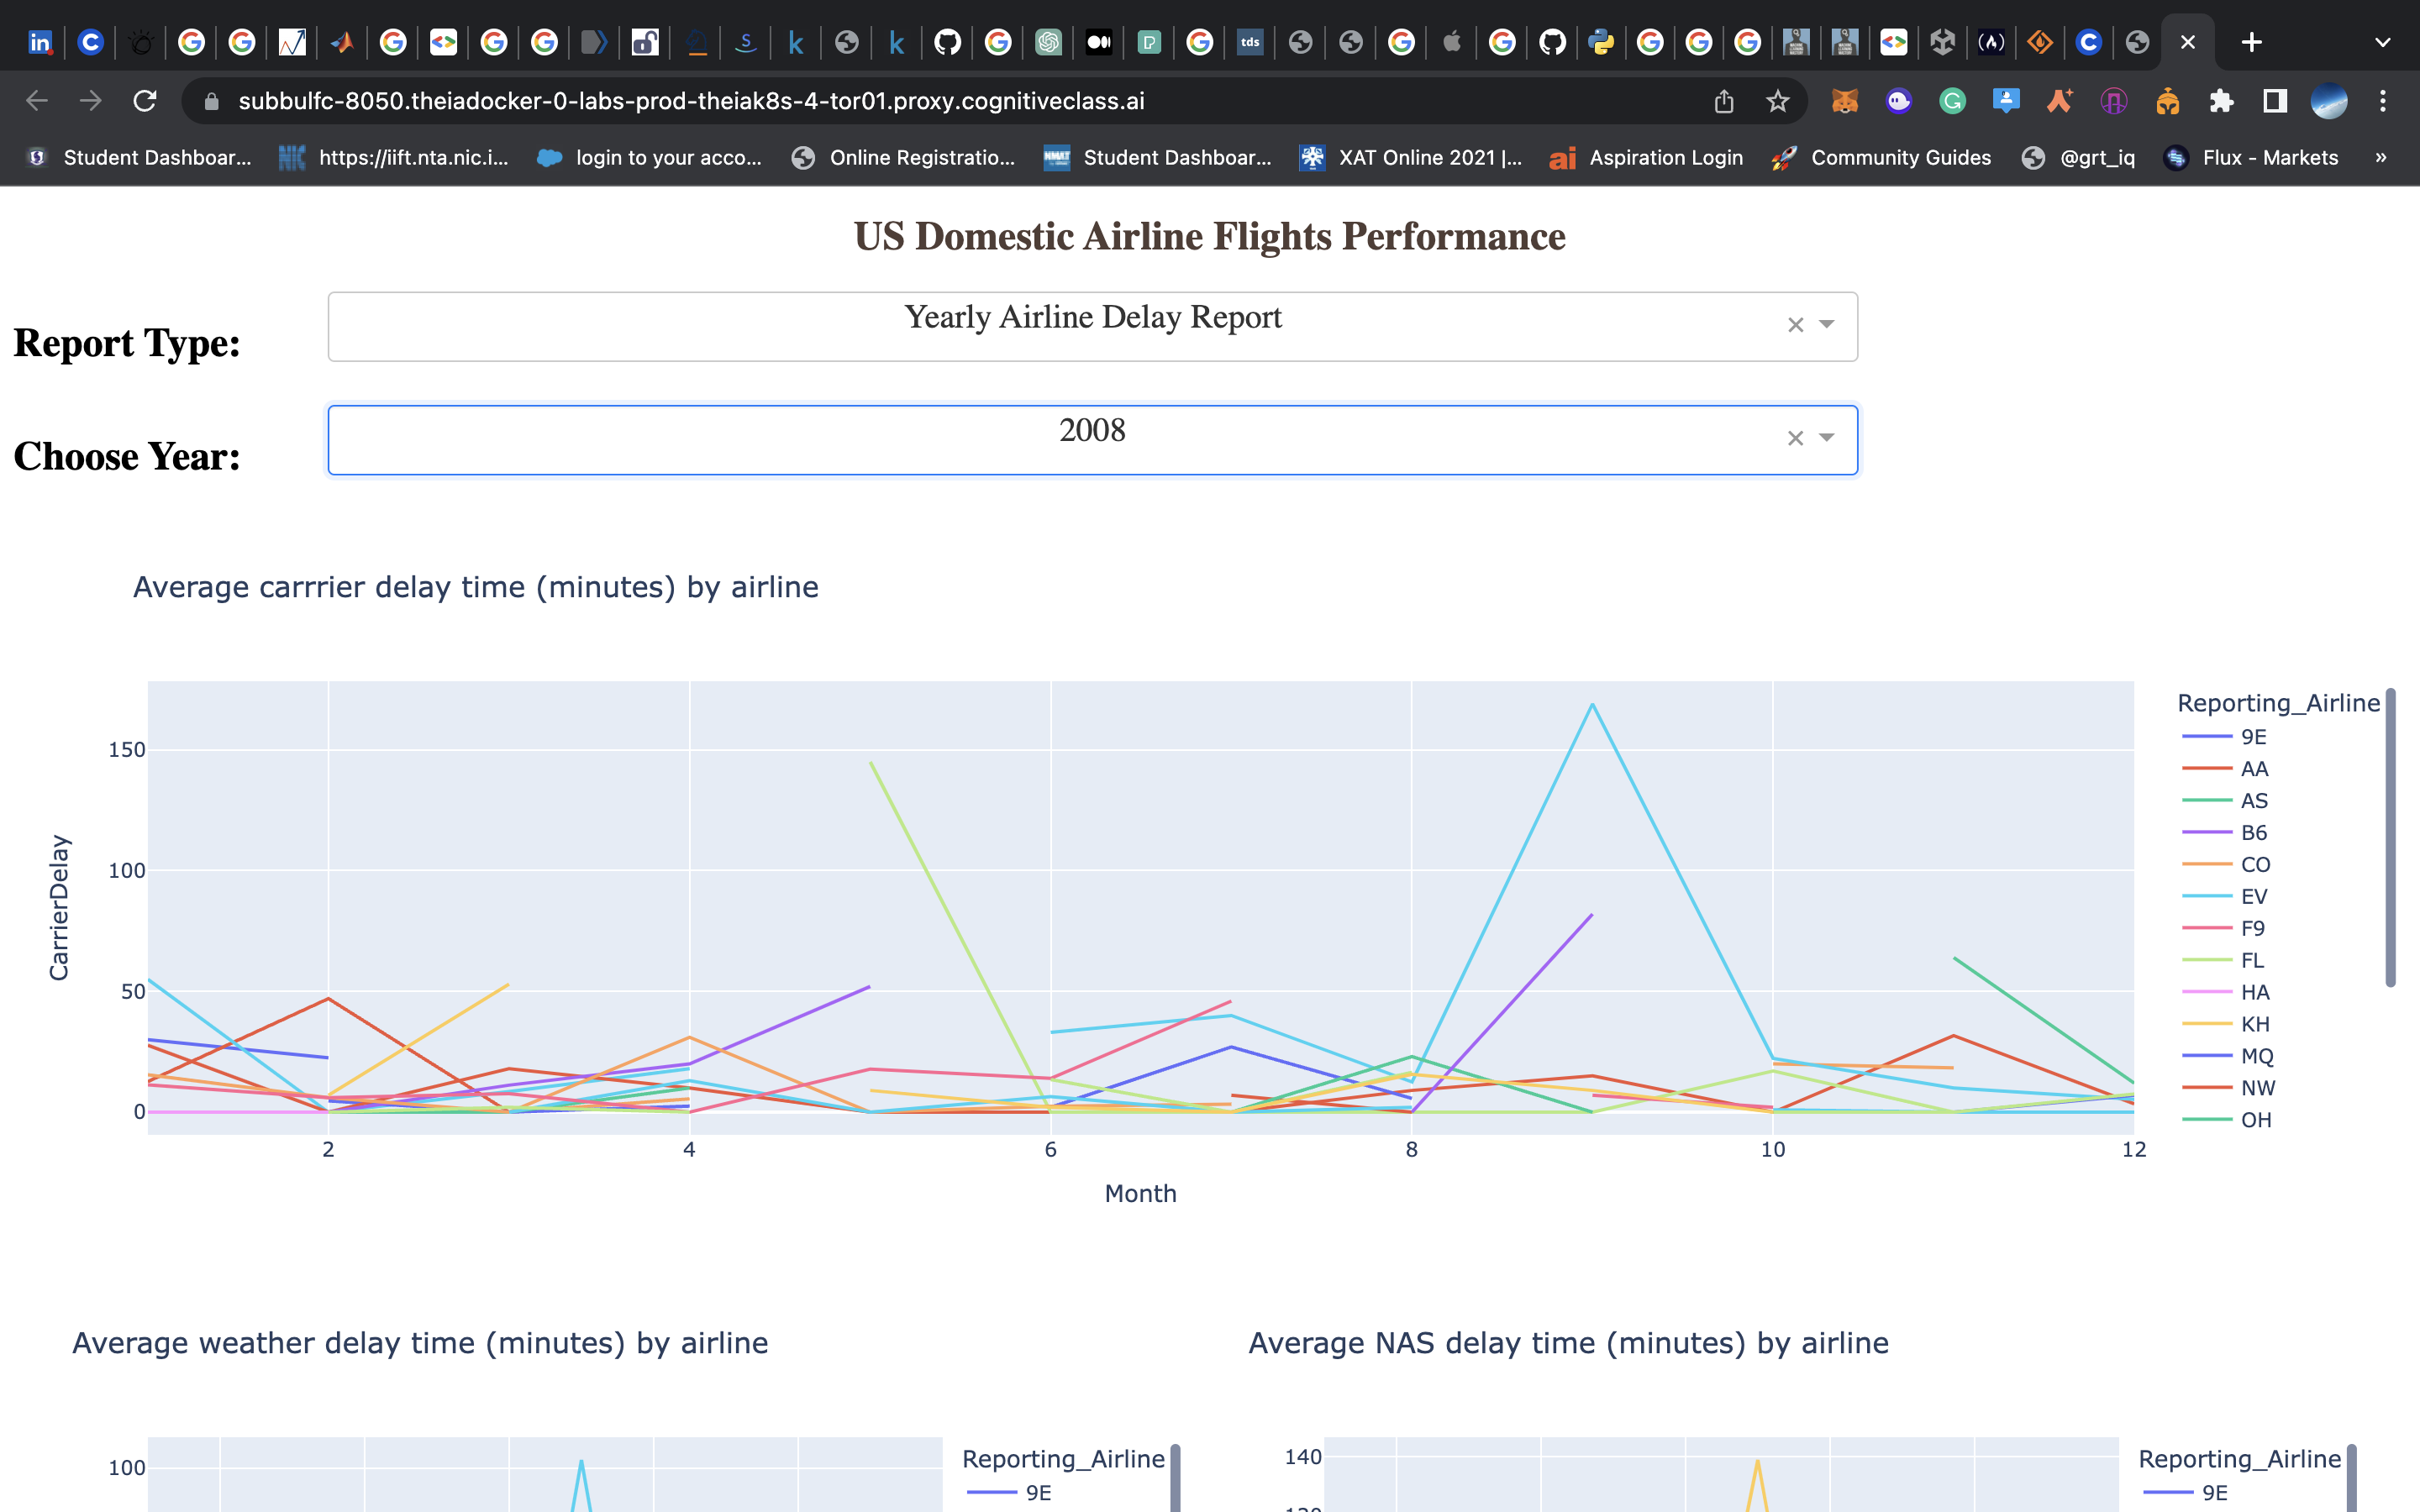 subbulfc-8050.theiadocker-0-labs-prod-theiak8s-4-tor01.proxy.cognitiveclass.ai
Student Dashboar... https://iift.nta.nic.i... login to your acco... Online Registratio... Student Dashboar... XAT Online 2021 |... Aspiration Login Community Guides @grt_iq Flux - Markets »
US Domestic Airline Flights Performance
Report Type: Yearly Airline Delay Report
Choose Year: 2008
Average carrrier delay time (minutes) by airline
CarrierDelay
150
100
50
0
2 4 6 8 10 12
Month
Reporting_Airline
9E
AA
AS
B6
CO
EV
F9
FL
HA
KH
MQ
NW
OH
Average weather delay time (minutes) by airline
100
Reporting_Airline
9E
Average NAS delay time (minutes) by airline
140
Reporting_Airline
9E